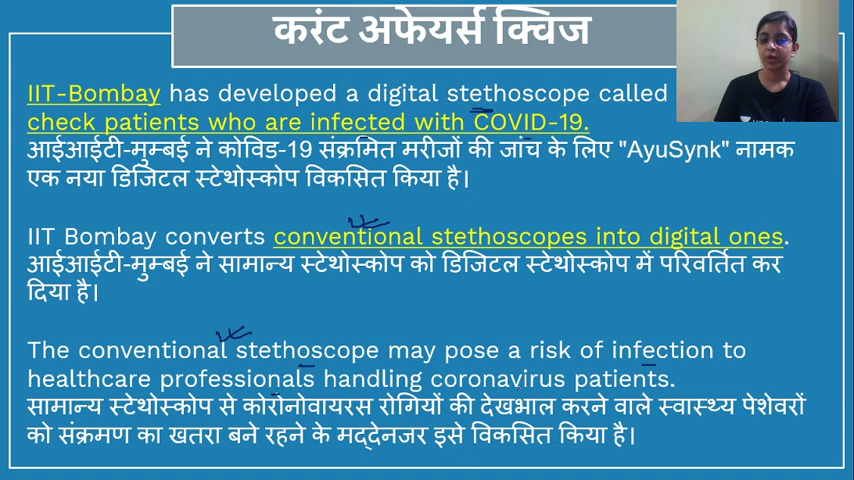 करंट अफेयर्स क्विज
IIT-Bombay has developed a digital stethoscope called
check patients who are infected with COVID-19.
आईआईटी-मुम्बई ने कोविड-19 संक्रमित मरीजों की जांच के लिए "AyuSynk" नामक
एक नया डिजिटल स्टेथोस्कोप विकसित किया है।
IIT Bombay converts conventional stethoscopes into digital ones.
आईआईटी-मुम्बई ने सामान्य स्टेथोस्कोप को डिजिटल स्टेथोस्कोप में परिवर्तित कर
दिया है।
The conventional stethoscope may pose a risk of infection to
healthcare professionals handling coronavirus patients.
सामान्य स्टेथोस्कोप से कोरोनोवायरस रोगियों की देखभाल करने वाले स्वास्थ्य पेशेवरों
को संक्रमण का खतरा बने रहने के मद्देनजर इसे विकसित किया है।